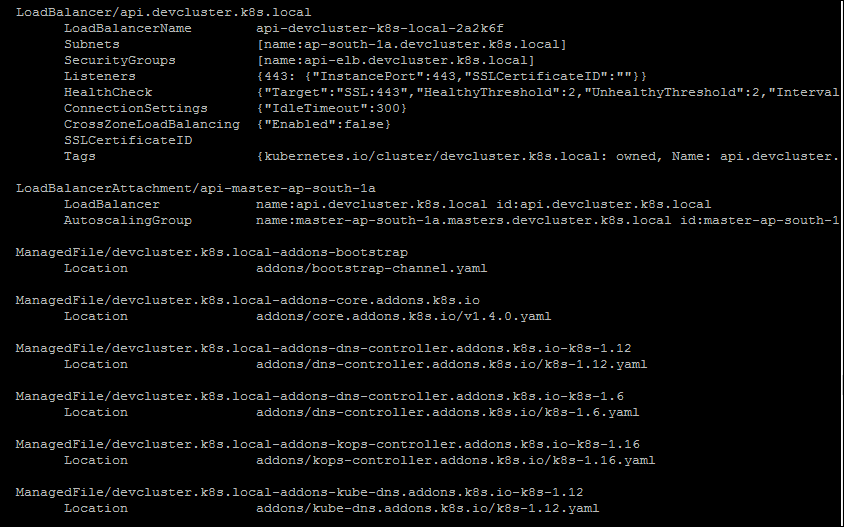 LoadBalancer/api.devcluster.k8s.local
LoadBalancerName api-devcluster-k8s-local-2a2k6f
Subnets [name:ap-south-1a.devcluster.k8s.local]
SecurityGroups [name:api-elb.devcluster.k8s.local]
Listeners {443: {"InstancePort":443,"SSLCertificateID":""}}
HealthCheck {"Target":"SSL:443","HealthyThreshold":2,"UnhealthyThreshold":2,"Interval
ConnectionSettings {"IdleTimeout":300}
CrossZoneLoadBalancing {"Enabled":false}
SSLCertificateID
Tags {kubernetes.io/cluster/devcluster.k8s.local: owned, Name: api.devcluster.
LoadBalancerAttachment/api-master-ap-south-1a
LoadBalancer name:api.devcluster.k8s.local id:api.devcluster.k8s.local
AutoscalingGroup name:master-ap-south-1a.masters.devcluster.k8s.local id:master-ap-south-1
ManagedFile/devcluster.k8s.local-addons-bootstrap
Location addons/bootstrap-channel.yaml
ManagedFile/devcluster.k8s.local-addons-core.addons.k8s.io
Location addons/core.addons.k8s.io/v1.4.0.yaml
ManagedFile/devcluster.k8s.local-addons-dns-controller.addons.k8s.io-k8s-1.12
Location addons/dns-controller.addons.k8s.io/k8s-1.12.yaml
ManagedFile/devcluster.k8s.local-addons-dns-controller.addons.k8s.io-k8s-1.6
Location addons/dns-controller.addons.k8s.io/k8s-1.6.yaml
ManagedFile/devcluster.k8s.local-addons-kops-controller.addons.k8s.io-k8s-1.16
Location addons/kops-controller.addons.k8s.io/k8s-1.16.yaml
ManagedFile/devcluster.k8s.local-addons-kube-dns.addons.k8s.io-k8s-1.12
Location addons/kube-dns.addons.k8s.io/k8s-1.12.yaml